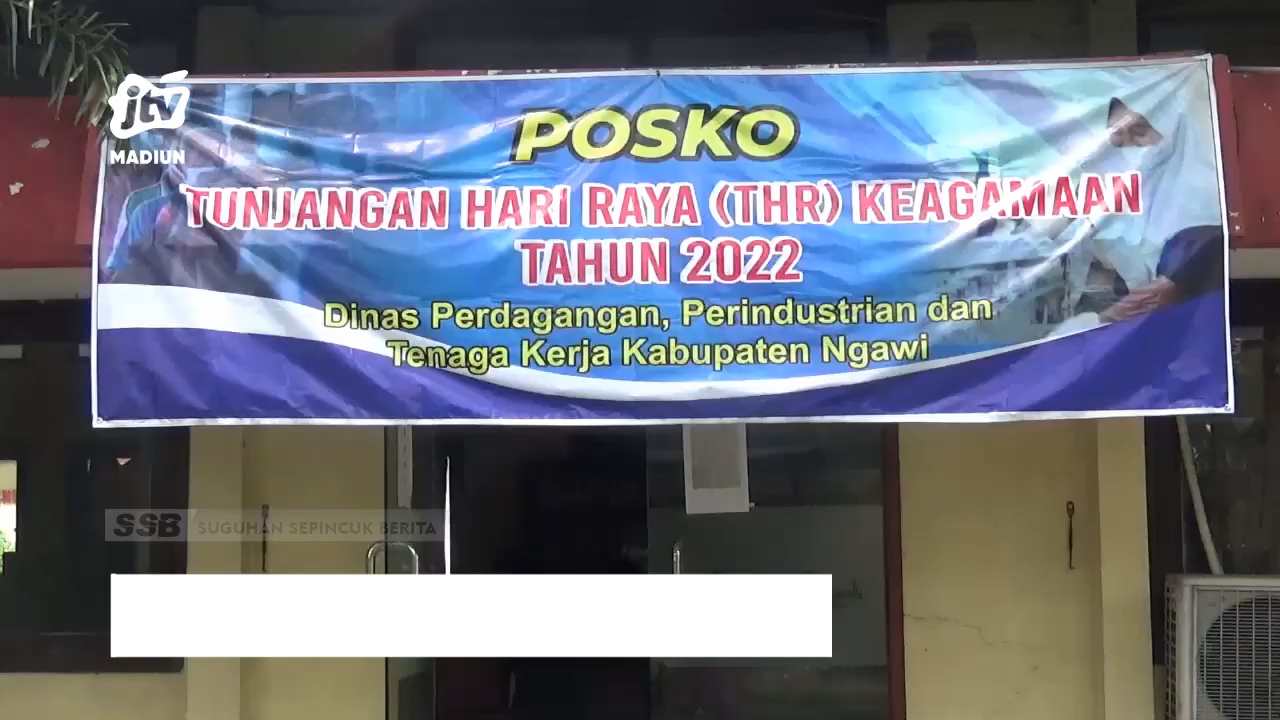 jtv
MADIUN
POSKO
TUNJANGAN HARI RAYA (THR) KEAGAMAAN
TAHUN 2022
Dinas Perdagangan, Perindustrian dan
Tenaga Kerja Kabupaten Ngawi
SSB SUGUHAN SEPINCUK BERITA